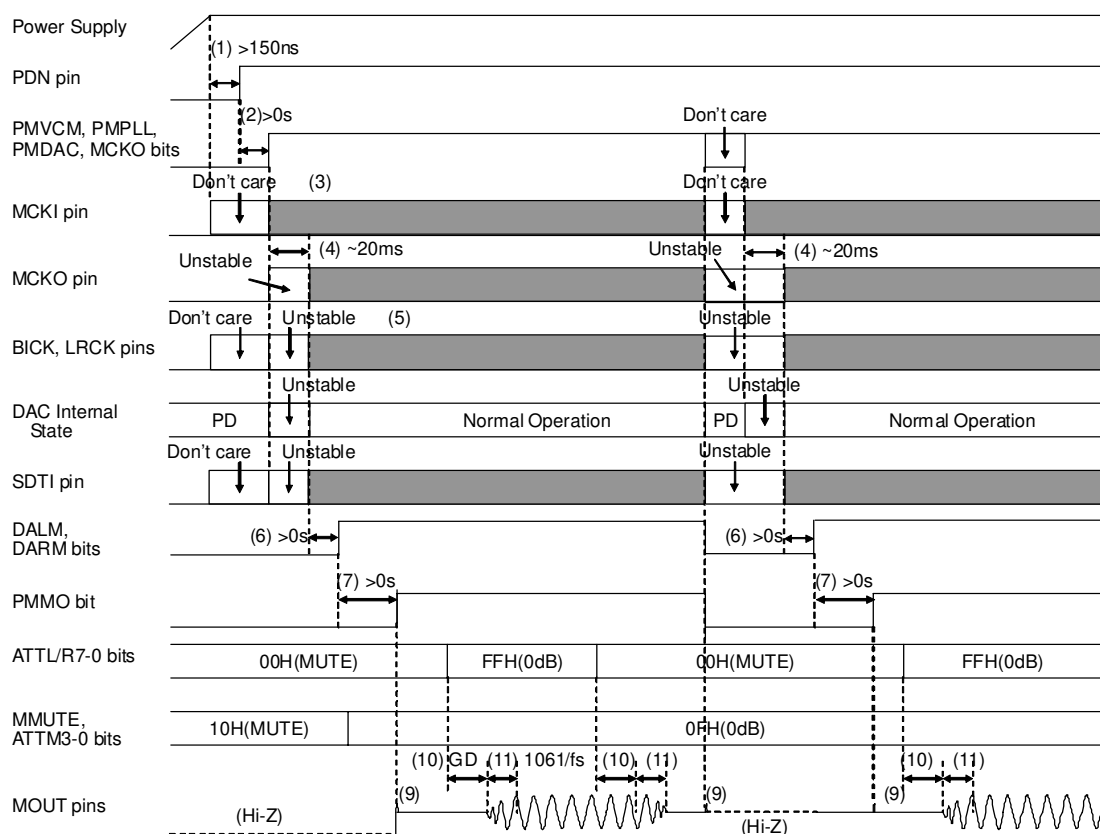 Power Supply
(1) >150ns
PDN pin
(2)>0s
PMVCM, PMPLL,
PMDAC, MCKO bits
Don't care
Don't care (3)
Don't care
MCKI pin
(4) ~20ms
(4) ~20ms
Unstable
Unstable
MCKO pin
Don't care
Unstable (5)
Unstable
BICK, LRCK pins
Unstable
Unstable
DAC Internal
State
PD
Normal Operation
PD
Normal Operation
Don't care
Unstable
Unstable
SDTI pin
DALM,
DARM bits
(6) >0s
(6) >0s
(7) >0s
(7) >0s
PMMO bit
ATTL/R7-0 bits
00H(MUTE)
FFH(0dB)
00H(MUTE)
FFH(0dB)
MMUTE,
ATTM3-0 bits
10H(MUTE)
0FH(0dB)
(10) GD (11) 1061/fs (10) (11)
(10) (11)
MOUT pins
(9)
(9)
(9)
(Hi-Z)
(Hi-Z)